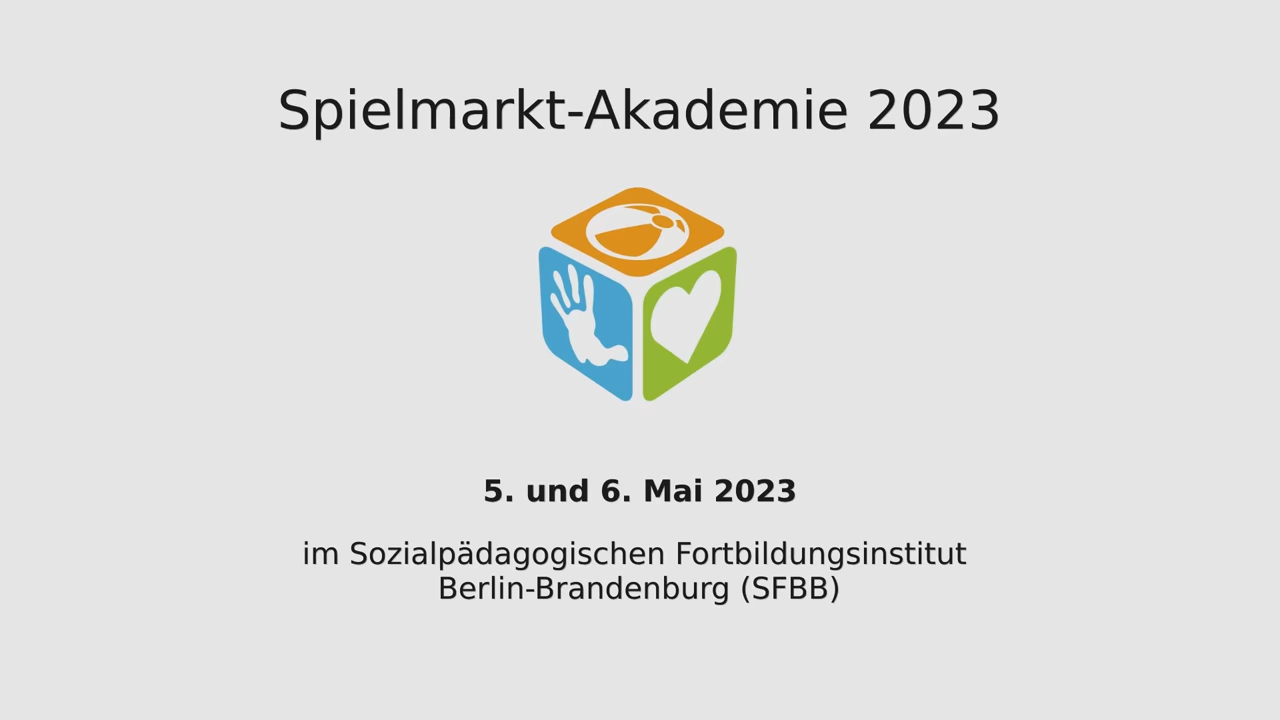 Spielmarkt-Akademie 2023
5. und 6. Mai 2023
im Sozialpädagogischen Fortbildungsinstitut
Berlin-Brandenburg (SFBB)